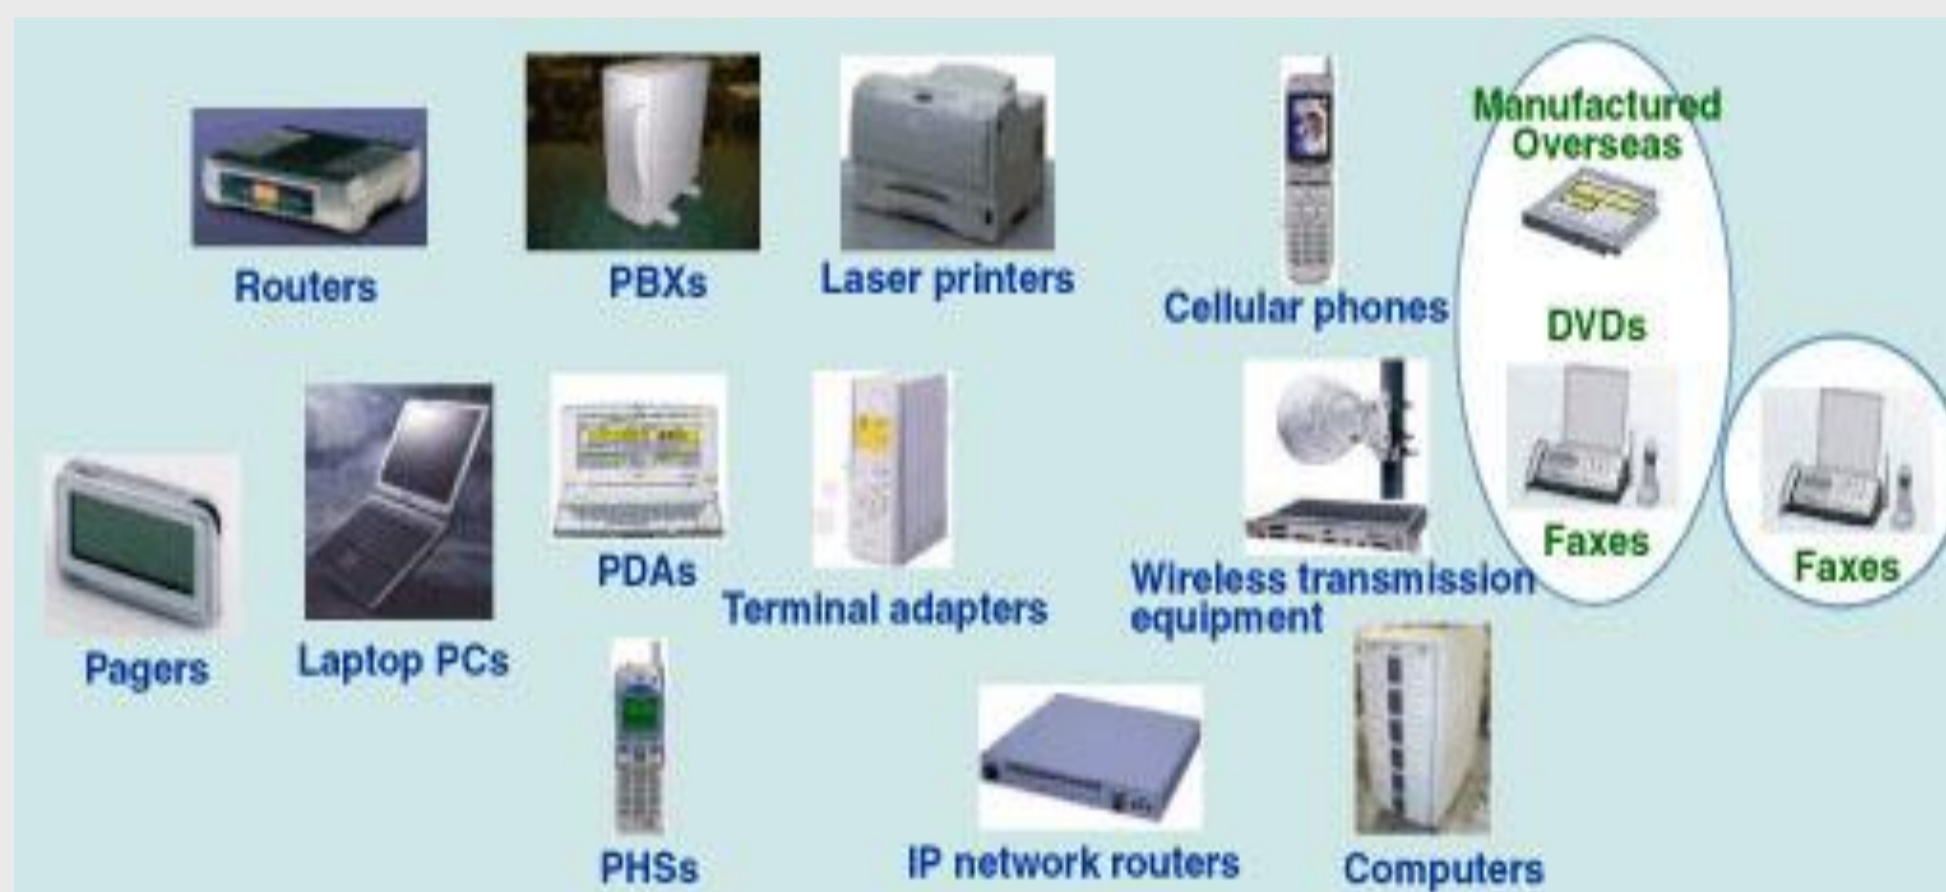 Manufactured
Overseas
Routers
PBXs
Laser printers
Cellular phones
DVDs
Pagers
Laptop PCs
PDAs
Terminal adapters
Wireless transmission
equipment
Faxes
Faxes
PHSs
IP network routers
Computers